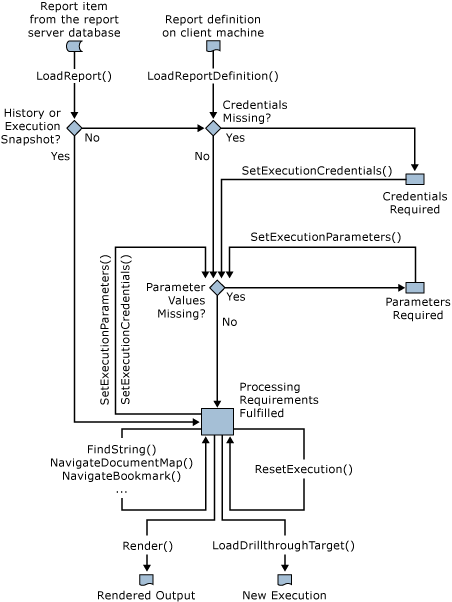 Report item
from the report
server database
Report definition
on client machine
LoadReport()
LoadReportDefinition()
History or
Execution
Snapshot?
Credentials
Missing?
No
Yes
Yes
No
SetExecutionCredentials()
Credentials
Required
SetExecutionParameters()
SetExecutionParameters()
SetExecutionCredentials()
Parameter
Values
Missing?
Yes
No
Parameters
Required
Processing
Requirements
Fulfilled
FindString()
NavigateDocumentMap()
NavigateBookmark()
...
ResetExecution()
Render()
LoadDrillthroughTarget()
Rendered Output
New Execution